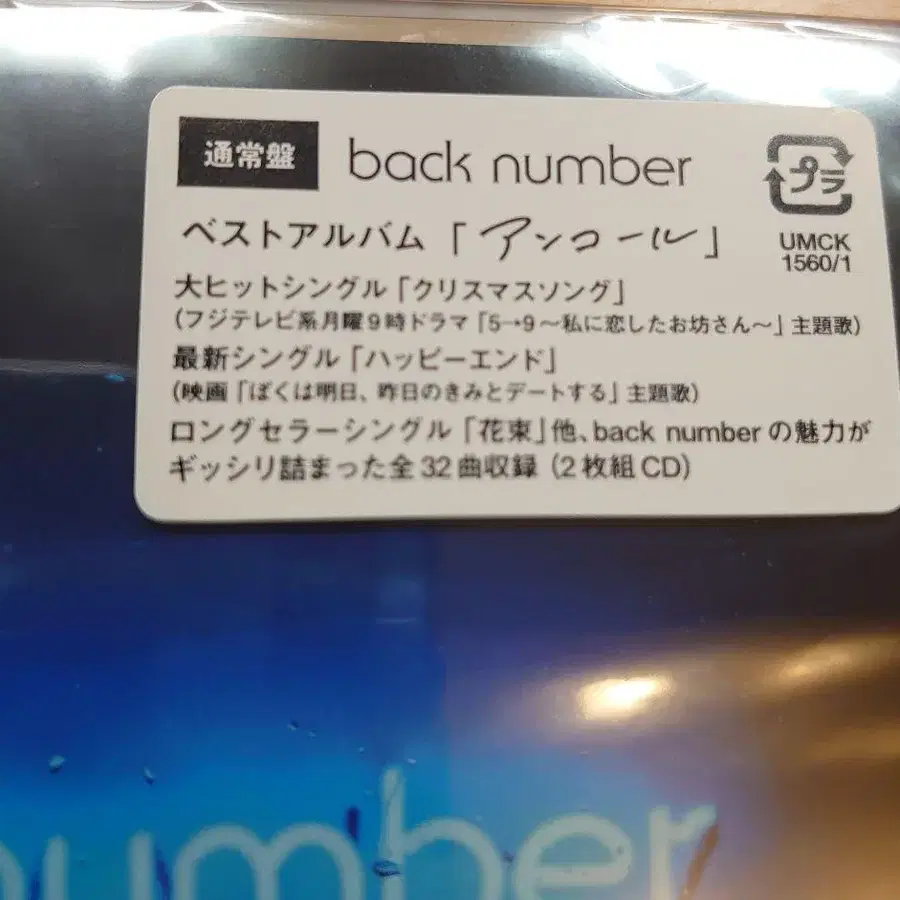 通常盤 back number
プラ
ベストアルバム「アンコール」
UMCK
1560/1
大ヒットシングル「クリスマスソング」
(フジテレビ系月曜9時ドラマ「5→9～私に恋したお坊さん～」主題歌)
最新シングル「ハッピーエンド」
(映画「ぼくは明日、昨日のきみとデートする」主題歌)
ロングセラーシングル「花束」他、back numberの魅力が
ギッシリ詰まった全32曲収録（2枚組CD）
number